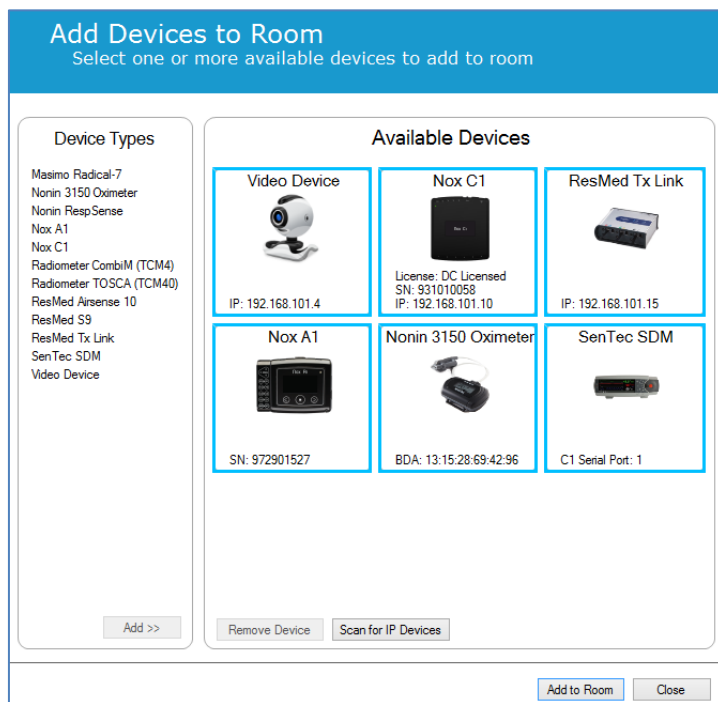 Add Devices to Room
Select one or more available devices to add to room
Device Types
Masimo Radical-7
Nonin 3150 Oximeter
Nonin RespSense
Nox A1
Nox C1
Radiometer CombiM (TCM4)
Radiometer TOSCA (TCM40)
ResMed Airsense 10
ResMed S9
ResMed Tx Link
SenTec SDM
Video Device
Add >>
Available Devices
Video Device
IP: 192.168.101.4
Nox C1
Nox C1
License: DC Licensed
SN: 931010058
IP: 192.168.101.10
ResMed Tx Link
IP: 192.168.101.15
Nox A1
Nox A1
SN: 972901527
Nonin 3150 Oximeter
BDA: 13:15:28:69:42:96
SenTec SDM
C1 Serial Port: 1
Remove Device
Scan for IP Devices
Add to Room
Close